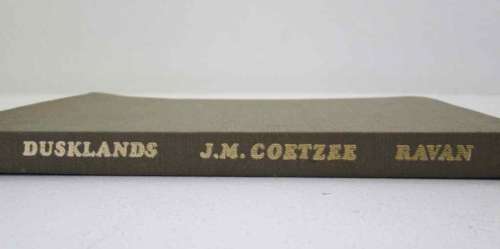 DUSKLANDS J.M. COETZEE RAVAN